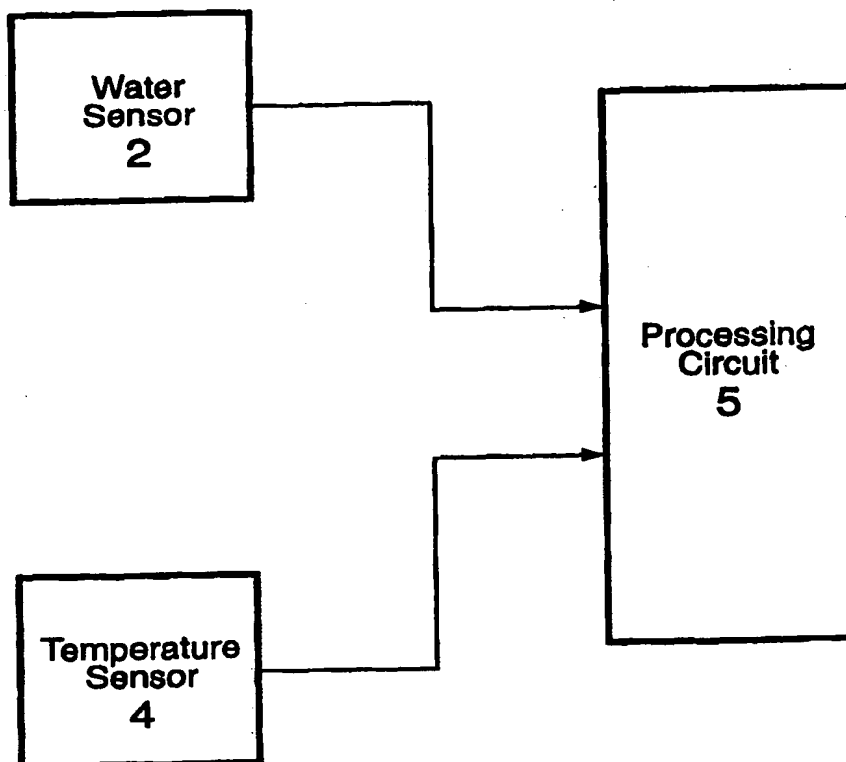 Water
Sensor
2
Processing
Circuit
5
Temperature
Sensor
4